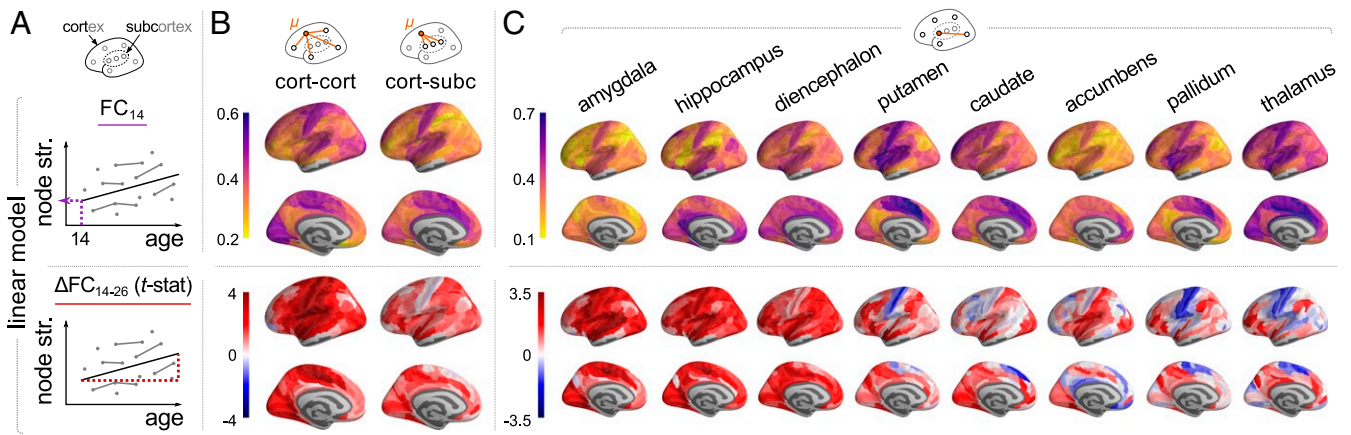 A
cortex
subcortex
linear model
FC14
node str.
14
age
ΔFC14-26 (t-stat)
node str.
age
B
μ
μ
cort-cort
cort-subc
0.6
0.4
0.2
4
0
-4
C
amygdala
hippocampus
diencephalon
putamen
caudate
accumbens
pallidum
thalamus
0.7
0.4
0.1
3.5
0
-3.5